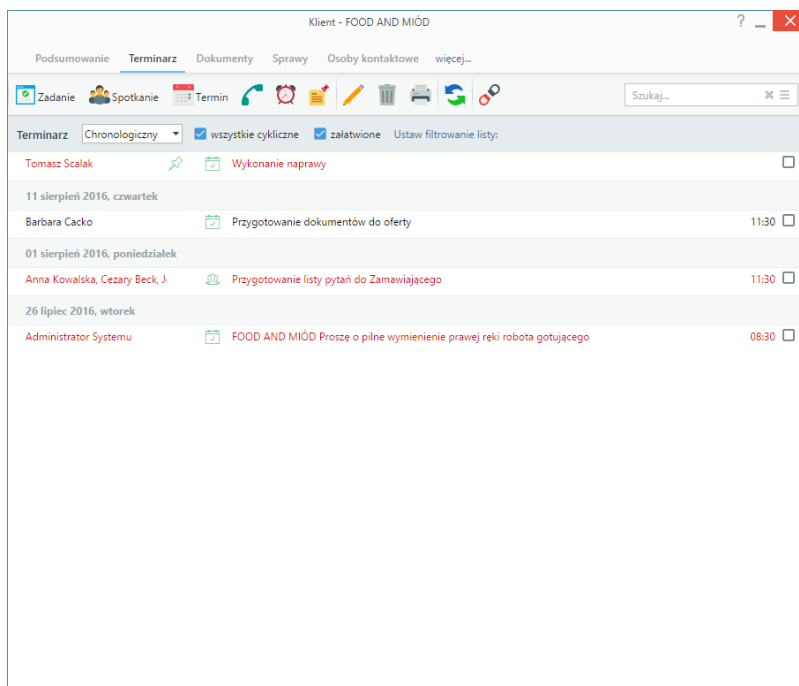 Klient - FOOD AND MIÓD
?
Podsumowanie Terminarz Dokumenty Sprawy Osoby kontaktowe więcej...
Zadanie Spotkanie Termin Szukaj...
Terminarz Chronologiczny wszystkie cykliczne załatwione Ustaw filtrowanie listy:
Tomasz Scalak Wykonanie naprawy
11 sierpień 2016, czwartek
Barbara Cacko Przygotowanie dokumentów do oferty 11:30
01 sierpień 2016, poniedziałek
Anna Kowalska, Cezary Beck, J Przygotowanie listy pytań do Zamawiającego 11:30
26 lipiec 2016, wtorek
Administrator Systemu FOOD AND MIÓD Proszę o pilne wymienienie prawej ręki robota gotującego 08:30